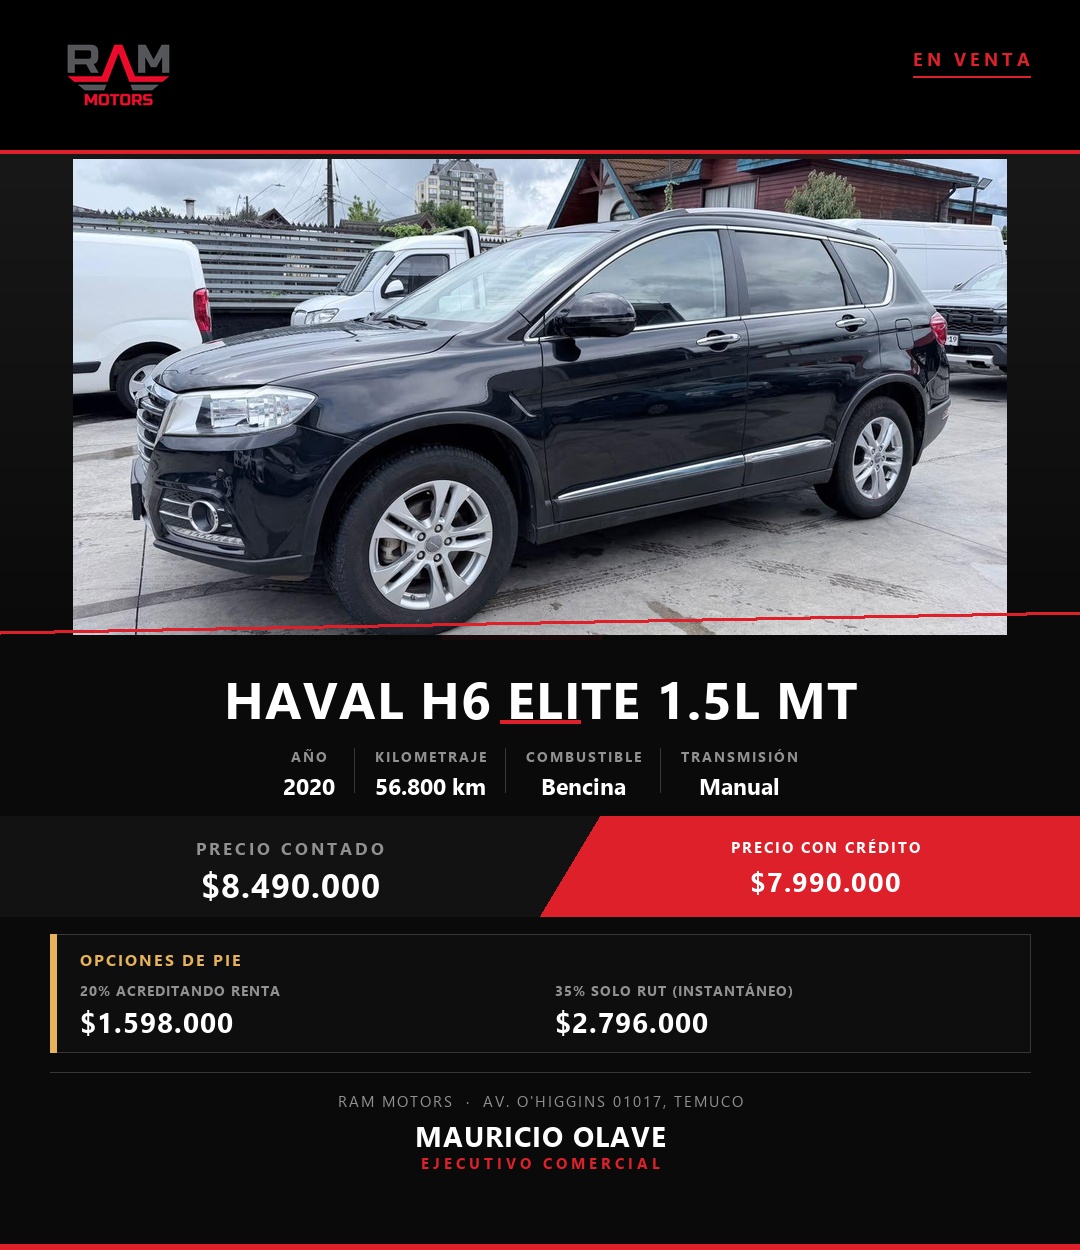 RAM
MOTORS
EN VENTA
HAVAL H6 ELITE 1.5L MT
AÑO
KILOMETRAJE
COMBUSTIBLE
TRANSMISIÓN
2020
56.800 km
Bencina
Manual
PRECIO CONTADO
$8.490.000
PRECIO CON CRÉDITO
$7.990.000
OPCIONES DE PIE
20% ACREDITANDO RENTA
$1.598.000
35% SOLO RUT (INSTANTÁNEO)
$2.796.000
RAM MOTORS · AV. O'HIGGINS 01017, TEMUCO
MAURICIO OLAVE
EJECUTIVO COMERCIAL